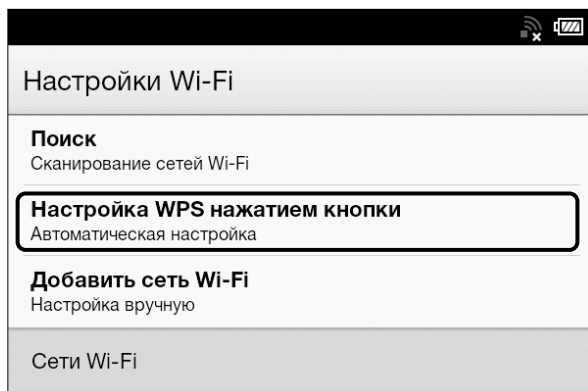 Настройки Wi-Fi
Поиск
Сканирование сетей Wi-Fi
Настройка WPS нажатием кнопки
Автоматическая настройка
Добавить сеть Wi-Fi
Настройка вручную
Сети Wi-Fi